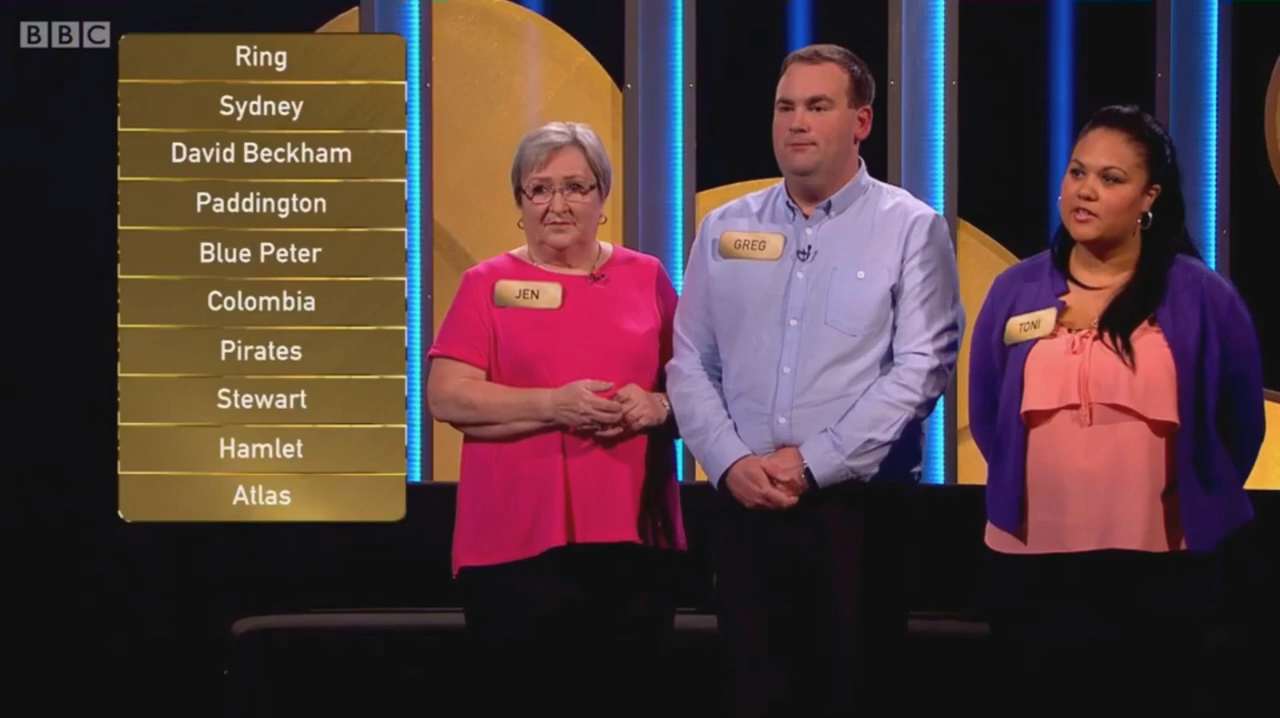 BBC
Ring
Sydney
David Beckham
Paddington
Blue Peter
Colombia
Pirates
Stewart
Hamlet
Atlas
JEN
GREG
TONI